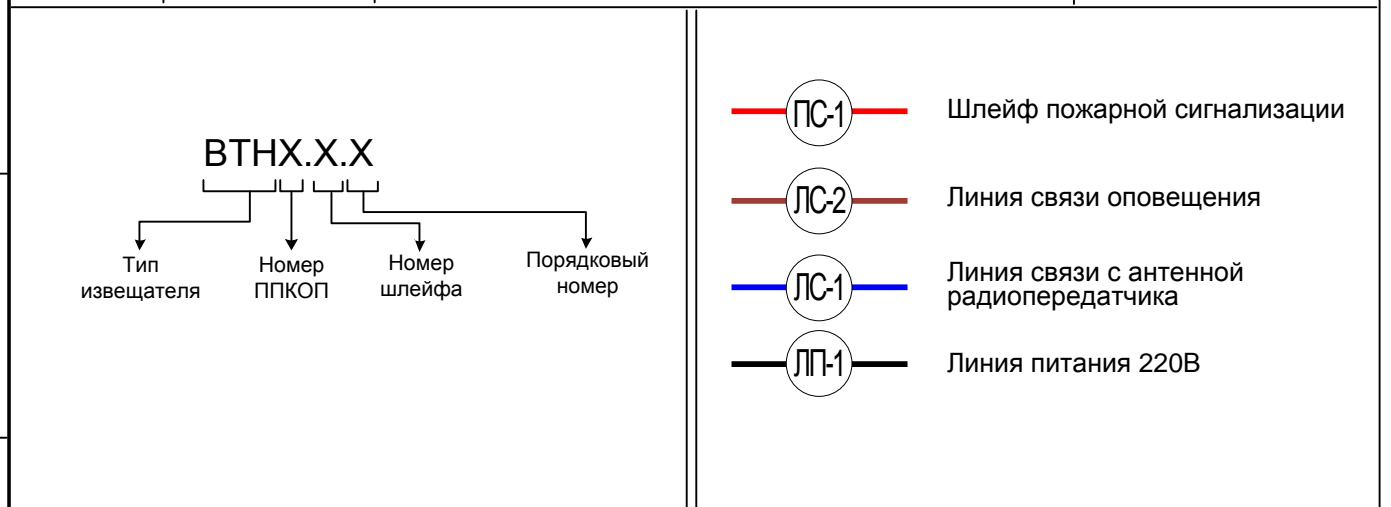 ВТНХ.Х.Х
Тип
извещателя
Номер
ППКОП
Номер
шлейфа
Порядковый
номер
ПС-1
Шлейф пожарной сигнализации
ЛС-2
Линия связи оповещения
ЛС-1
Линия связи с антенной
радиопередатчика
ЛП-1
Линия питания 220В